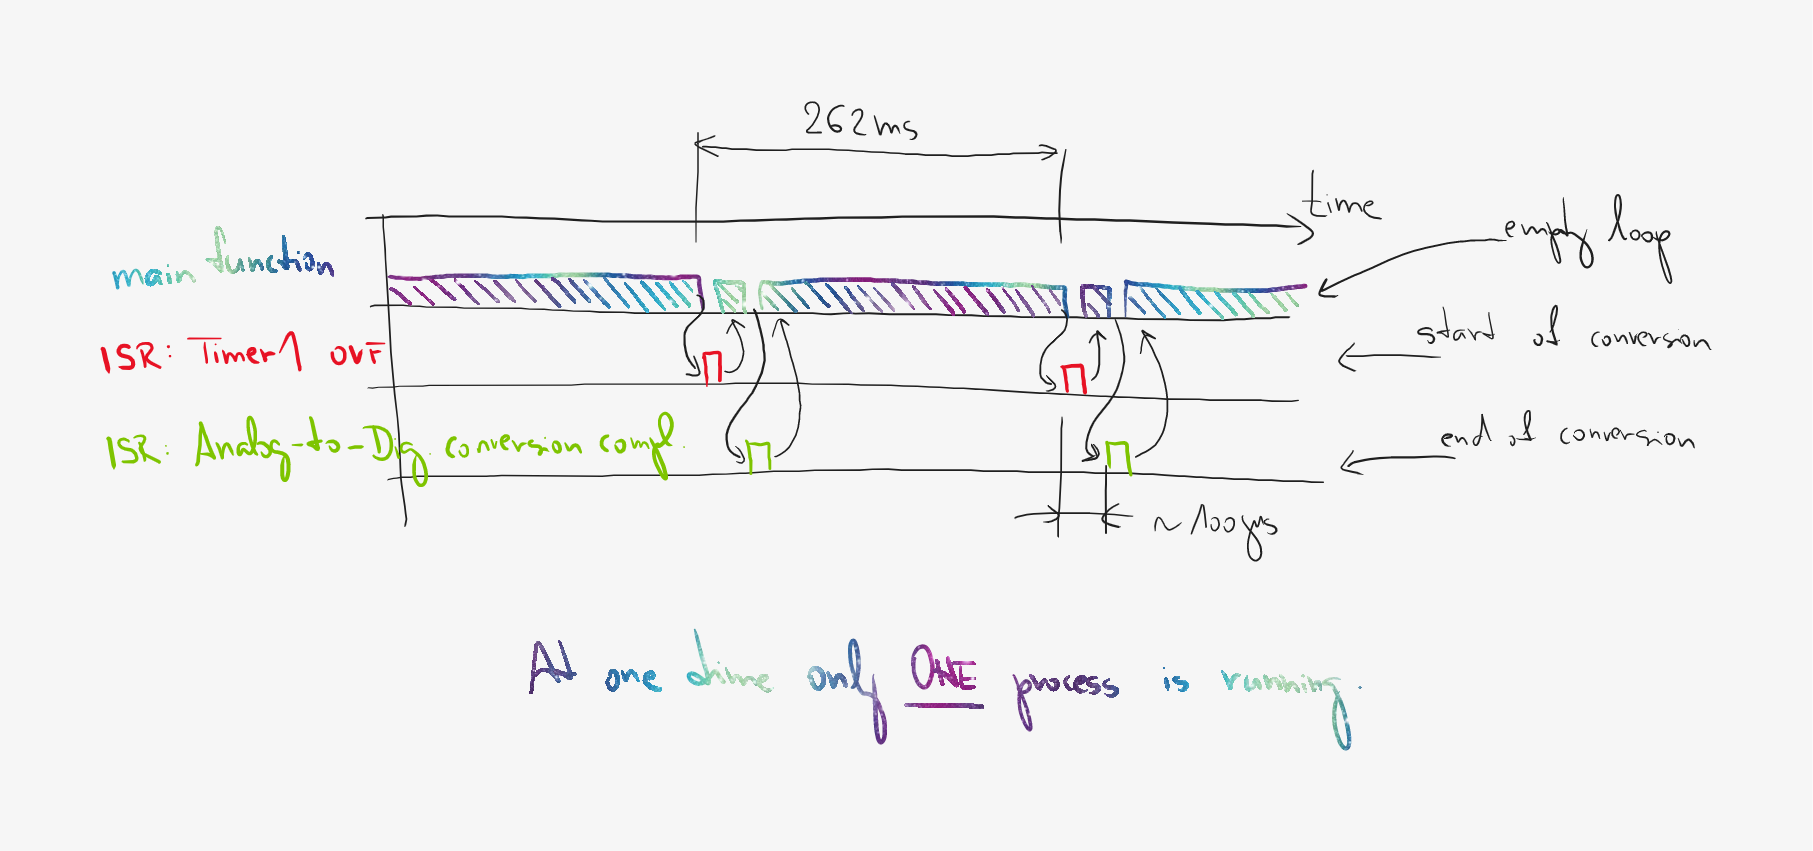 262ms
time
empty loop
main function
start of conversion
ISR: Timer1 OVF
end of conversion
ISR: Analog-to-Dig. conversion compl.
~100µs
At one time only ONE process is running.